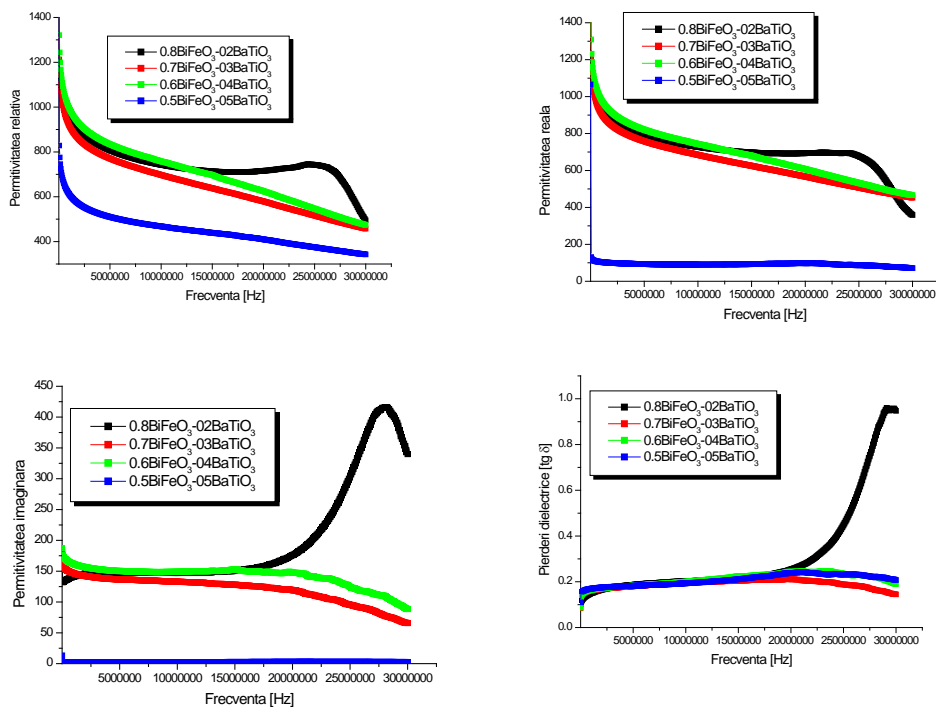 1400
1200
1000
800
600
400
Permitivitatea relativa
0.8BiFeO₃-02BaTiO₃
0.7BiFeO₃-03BaTiO₃
0.6BiFeO₃-04BaTiO₃
0.5BiFeO₃-05BaTiO₃
5000000 10000000 15000000 20000000 25000000 30000000
Frecventa [Hz]
1400
1200
1000
800
600
400
200
0
Permitivitatea reala
0.8BiFeO₃-02BaTiO₃
0.7BiFeO₃-03BaTiO₃
0.6BiFeO₃-04BaTiO₃
0.5BiFeO₃-05BaTiO₃
5000000 10000000 15000000 20000000 25000000 30000000
Frecventa [Hz]
450
400
350
300
250
200
150
100
50
0
Permitivitatea imaginara
0.8BiFeO₃-02BaTiO₃
0.7BiFeO₃-03BaTiO₃
0.6BiFeO₃-04BaTiO₃
0.5BiFeO₃-05BaTiO₃
5000000 10000000 15000000 20000000 25000000 30000000
Frecventa [Hz]
1.0
0.8
0.6
0.4
0.2
0.0
Pierderi dielectrice [tg δ]
0.8BiFeO₃-02BaTiO₃
0.7BiFeO₃-03BaTiO₃
0.6BiFeO₃-04BaTiO₃
0.5BiFeO₃-05BaTiO₃
5000000 10000000 15000000 20000000 25000000 30000000
Frecventa [Hz]